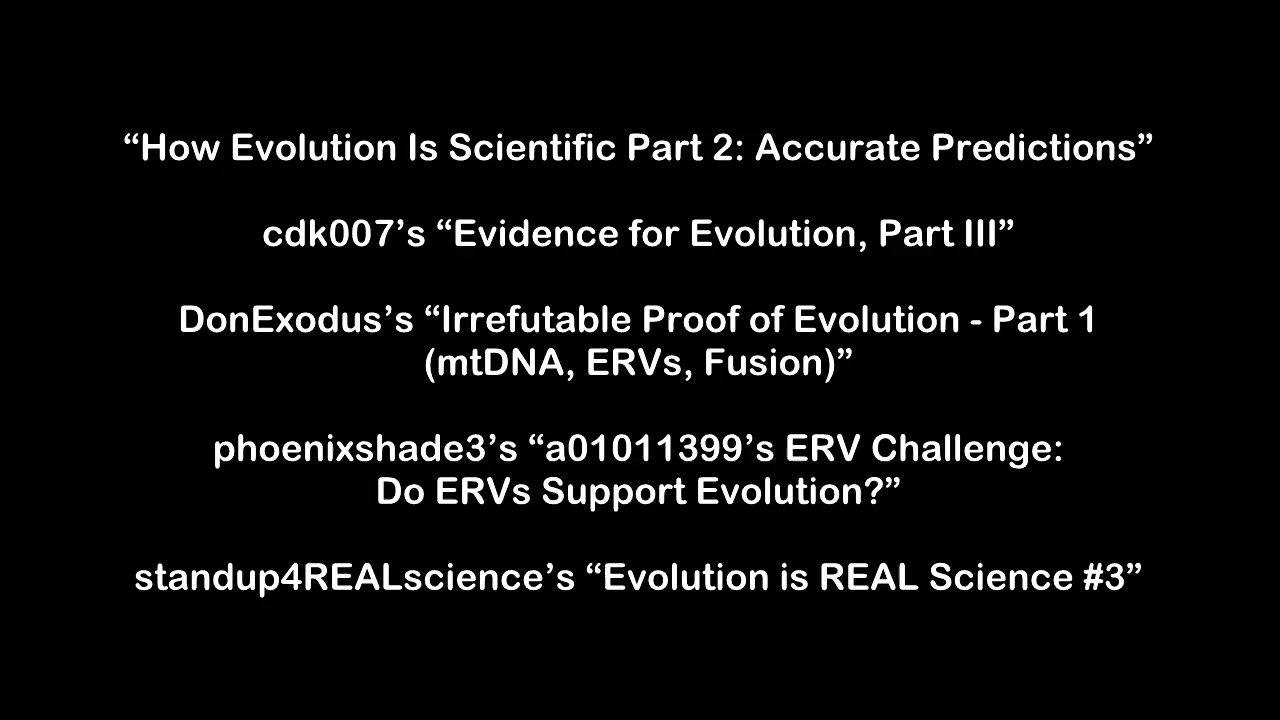 “How Evolution Is Scientific Part 2: Accurate Predictions”
cdk007’s “Evidence for Evolution, Part III”
DonExodus’s “Irrefutable Proof of Evolution - Part 1
(mtDNA, ERVs, Fusion)”
phoenixshade3’s “a01011399’s ERV Challenge:
Do ERVs Support Evolution?”
standup4REALscience’s “Evolution is REAL Science #3”